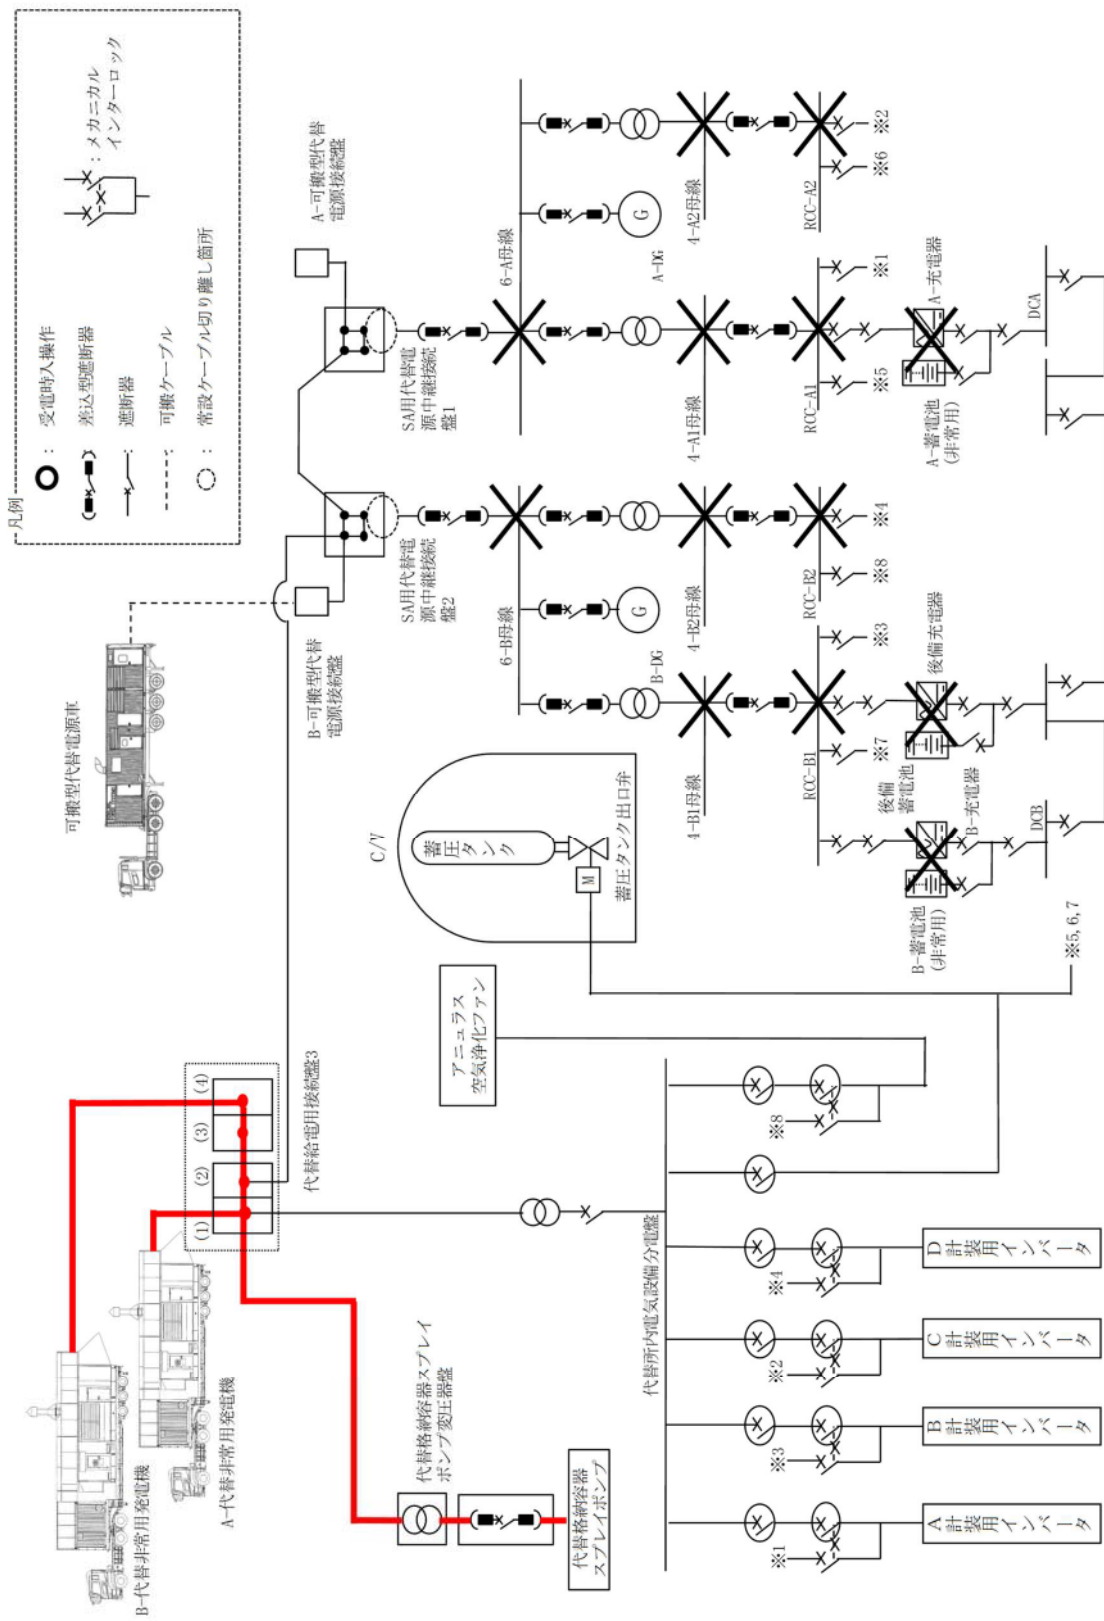 凡例
：受電時入操作
：差込型遮断器
：遮断器
：可搬ケーブル
：常設ケーブル切り離し箇所
：メカニカル
インターロック
可搬型代替電源車
B-代替非常用発電機
A-代替非常用発電機
(1)
(2)
(3)
(4)
代替給電用接続盤3
B-可搬型代替
電源接続盤
A-可搬型代替
電源接続盤
SA用代替電
源中継接続
盤2
SA用代替電
源中継接続
盤1
6-B母線
6-A母線
G
B-DG
G
A-DG
4-B1母線
4-B2母線
4-A1母線
4-A2母線
RCC-B1
RCC-B2
RCC-A1
RCC-A2
※7
※3
※8
※4
※5
※1
※6
※2
C/V
蓄圧
タンク
M
蓄圧タンク出口弁
アニュラス
空気浄化ファン
代替格納容器スプレイ
ポンプ変圧器盤
代替格納容器
スプレイポンプ
代替所内電気設備分電盤
※1
※3
※2
※4
※8
A
計装用インバータ
B
計装用インバータ
C
計装用インバータ
D
計装用インバータ
※5,6,7
B-蓄電池
(非常用)
B-充電器
後備
蓄電池
後備充電器
A-蓄電池
(非常用)
A-充電器
DCB
DCA